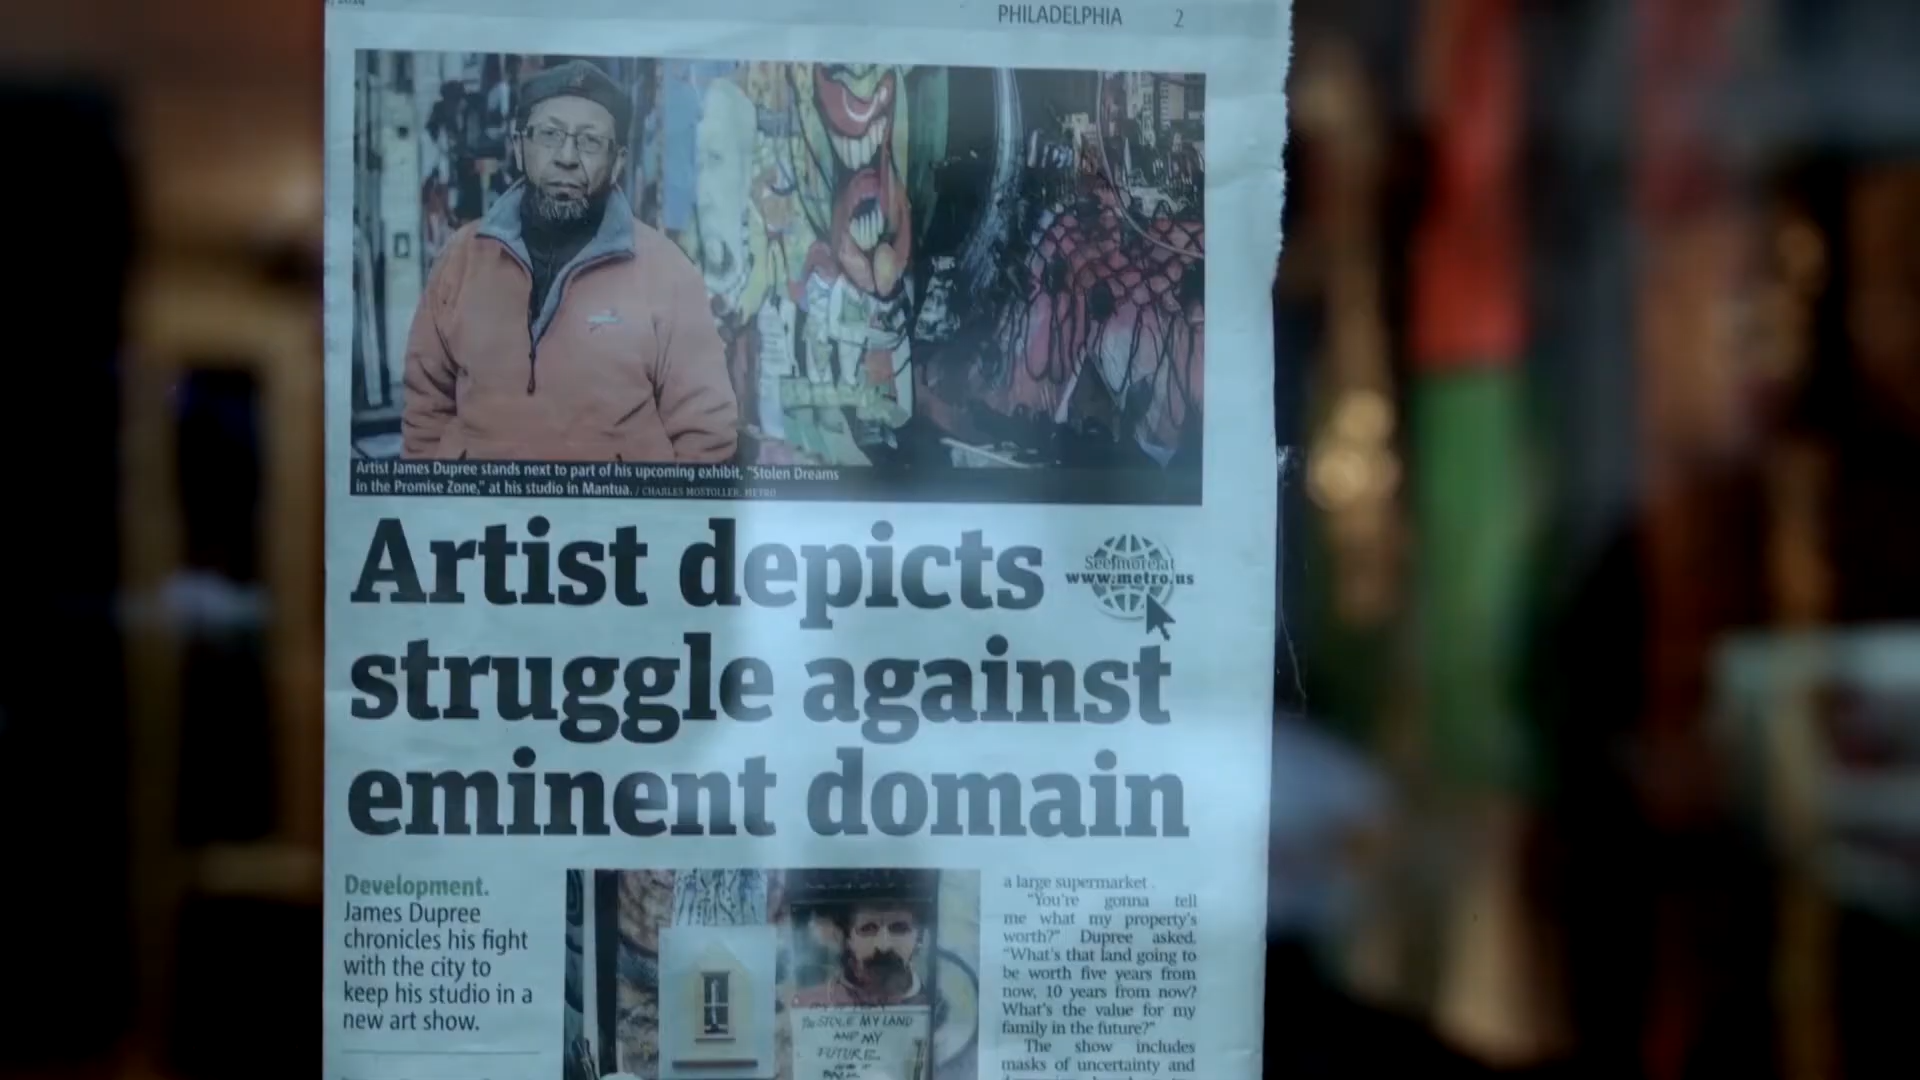 PHILADELPHIA 2
Artist James Dupree stands next to part of his upcoming exhibit, "Stolen Dreams
in the Promise Zone," at his studio in Mantua. / CHARLES MOSTOLLER, METRO
Artist depicts
struggle against
eminent domain
See more at
www.metro.us
Development.
James Dupree
chronicles his fight
with the city to
keep his studio in a
new art show.
STOLE MY LAND
AND MY
FUTURE
a large supermarket.
"You're gonna tell
me what my property's
worth?" Dupree asked.
"What's that land going to
be worth five years from
now, 10 years from now?
What's the value for my
family in the future?"
The show includes
masks of uncertainty and